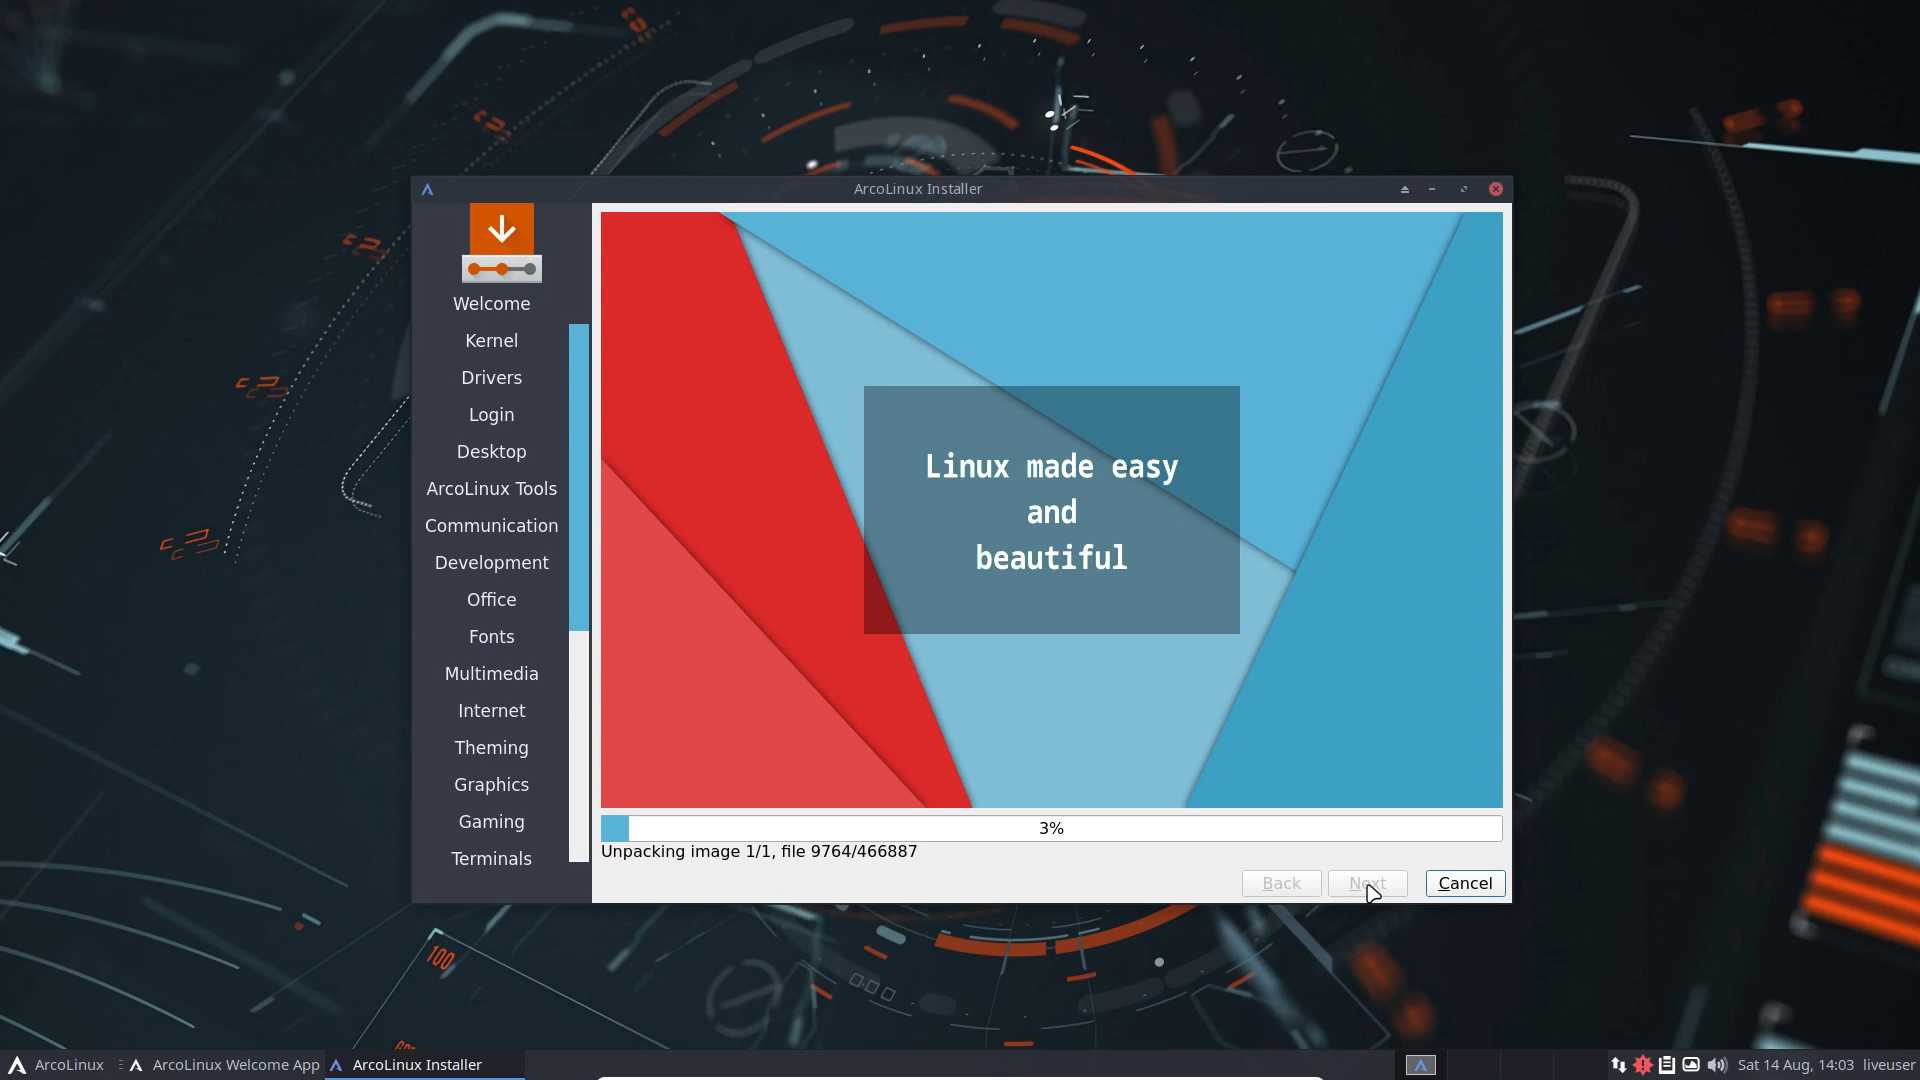 ArcoLinux Installer
Welcome
Kernel
Drivers
Login
Desktop
ArcoLinux Tools
Communication
Development
Office
Fonts
Multimedia
Internet
Theming
Graphics
Gaming
Terminals
Linux made easy
and
beautiful
3%
Unpacking image 1/1, file 9764/466887
Back
Next
Cancel
100
ArcoLinux
ArcoLinux Welcome App
ArcoLinux Installer
Sat 14 Aug, 14:03
liveuser